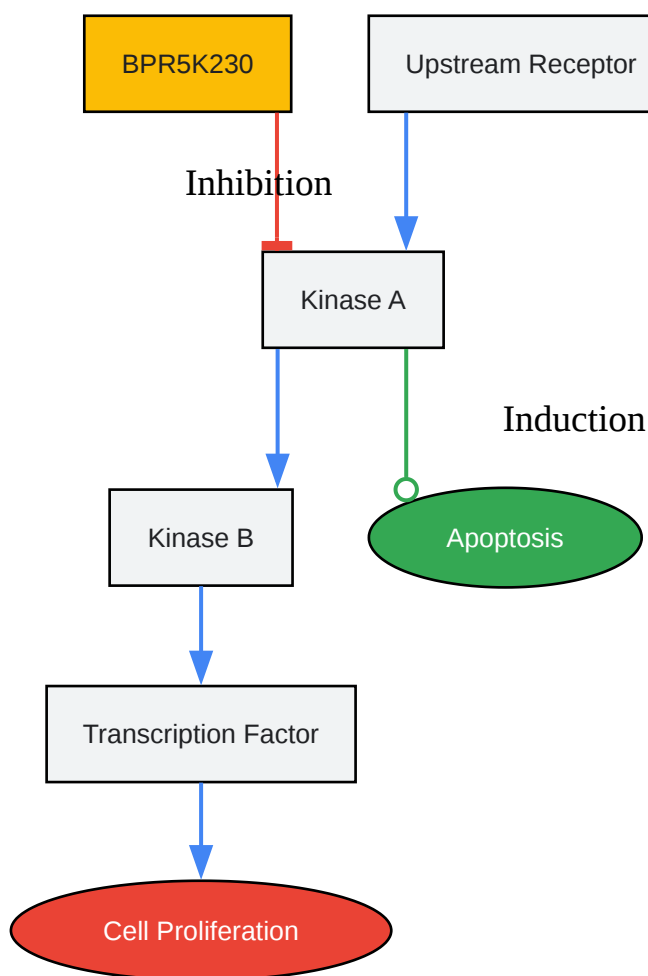 BPR5K230
Upstream Receptor
Inhibition
Kinase A
Induction
Kinase B
Apoptosis
Transcription Factor
Cell Proliferation